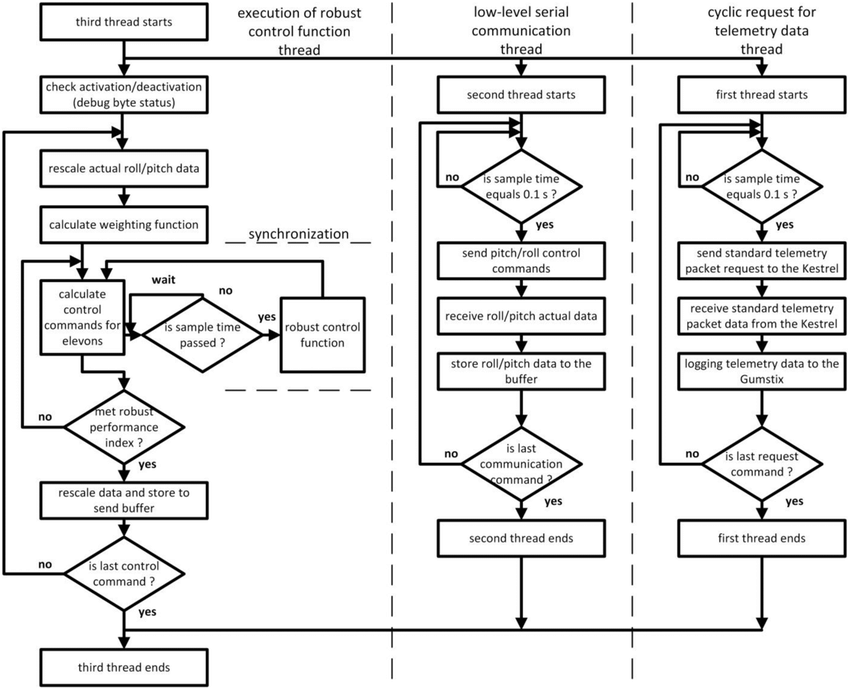 third thread starts
execution of robust
control function
thread
low-level serial
communication
thread
cyclic request for
telemetry data
thread
check activation/deactivation
(debug byte status)
rescale actual roll/pitch data
calculate weighting function
synchronization
calculate
control
commands for
elevons
wait
no
is sample time
passed ?
yes
robust control
function
no
met robust
performance
index ?
yes
rescale data and store to
send buffer
no
is last control
command ?
yes
third thread ends
second thread starts
no
is sample time
equals 0.1 s ?
yes
send pitch/roll control
commands
receive roll/pitch actual data
store roll/pitch data to the
buffer
no
is last
communication
command ?
yes
second thread ends
first thread starts
no
is sample time
equals 0.1 s ?
yes
send standard telemetry
packet request to the Kestrel
receive standard telemetry
packet data from the Kestrel
logging telemetry data to the
Gumstix
no
is last request
command ?
yes
first thread ends